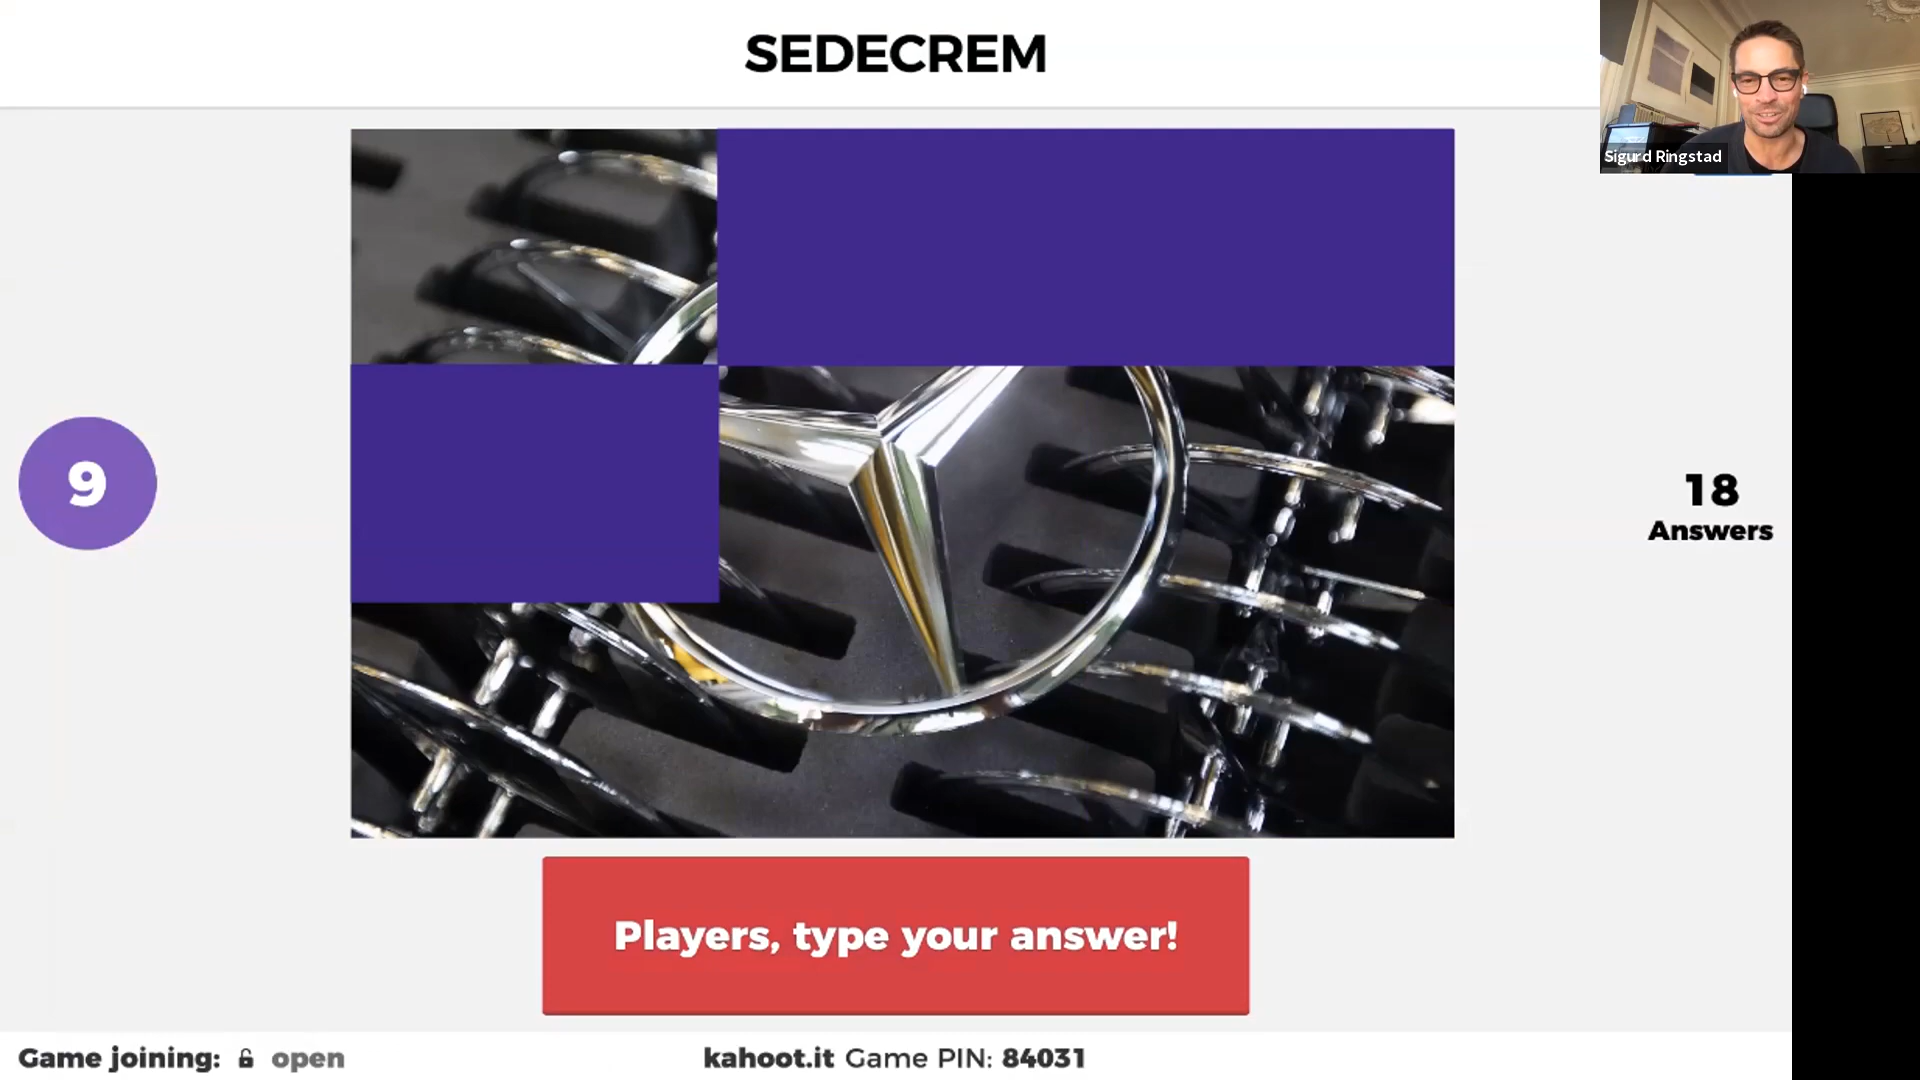 SEDECREM
Sigurd Ringstad
9
18
Answers
Players, type your answer!
Game joining: open
kahoot.it Game PIN: 84031